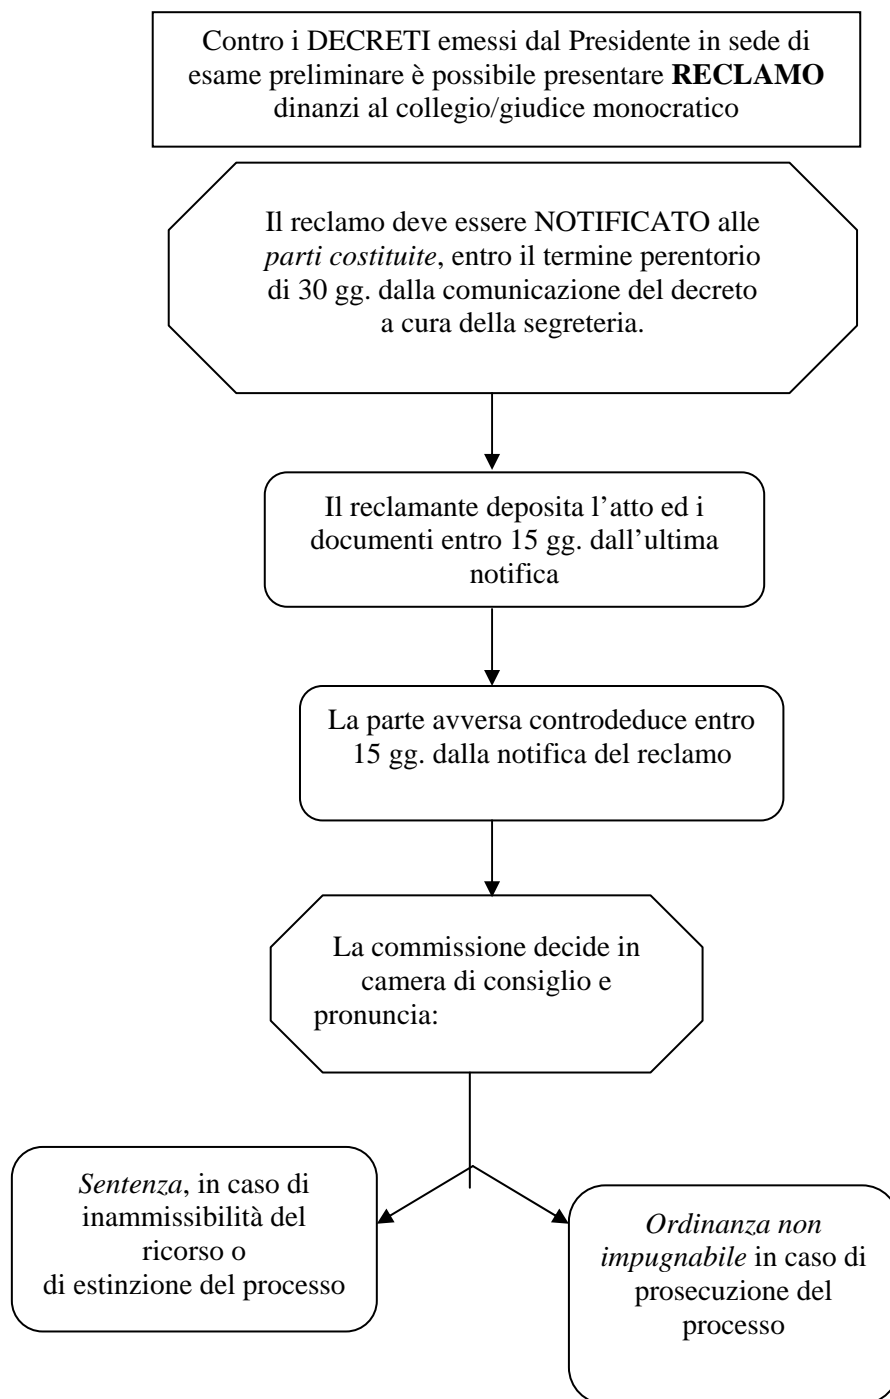 Contro i DECRETI emessi dal Presidente in sede di
esame preliminare è possibile presentare RECLAMO
dinanzi al collegio/giudice monocratico
Il reclamo deve essere NOTIFICATO alle
parti costituite, entro il termine perentorio
di 30 gg. dalla comunicazione del decreto
a cura della segreteria.
Il reclamante deposita l’atto ed i
documenti entro 15 gg. dall’ultima
notifica
La parte avversa controdeduce entro
15 gg. dalla notifica del reclamo
La commissione decide in
camera di consiglio e
pronuncia:
Sentenza, in caso di
inammissibilità del
ricorso o
di estinzione del processo
Ordinanza non
impugnabile in caso di
prosecuzione del
processo